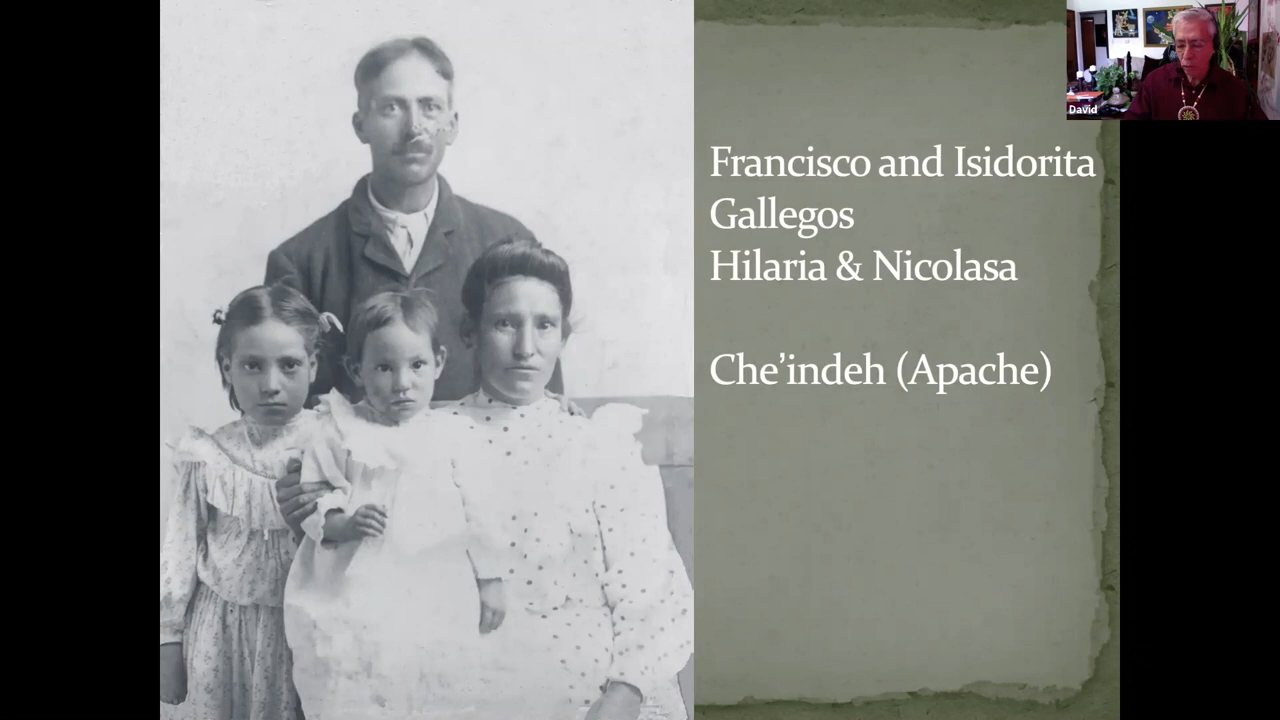 Francisco and Isidorita
Gallegos
Hilaria & Nicolasa
Che’indeh (Apache)
David